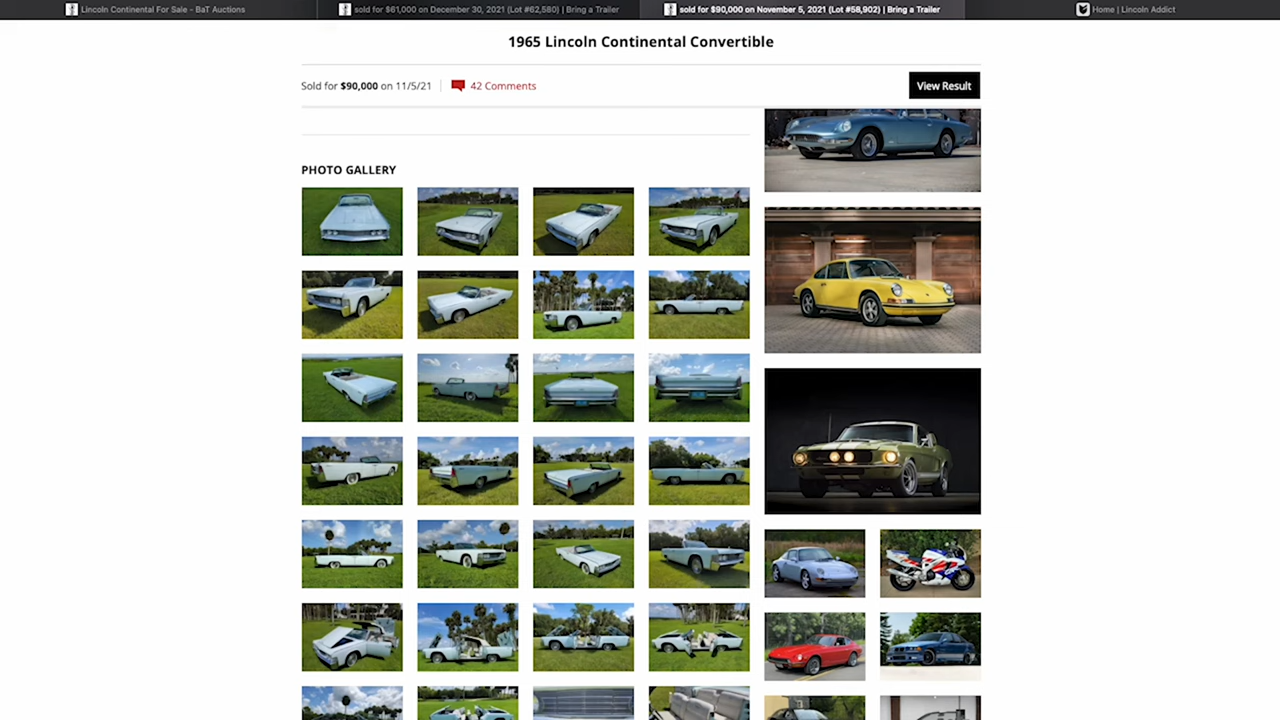 Lincoln Continental For Sale - BaT Auctions
sold for $61,000 on December 30, 2021 (Lot #62,580) | Bring a Trailer
sold for $90,000 on November 5, 2021 (Lot #58,902) | Bring a Trailer
Home | Lincoln Addict
1965 Lincoln Continental Convertible
Sold for $90,000 on 11/5/21
42 Comments
View Result
PHOTO GALLERY